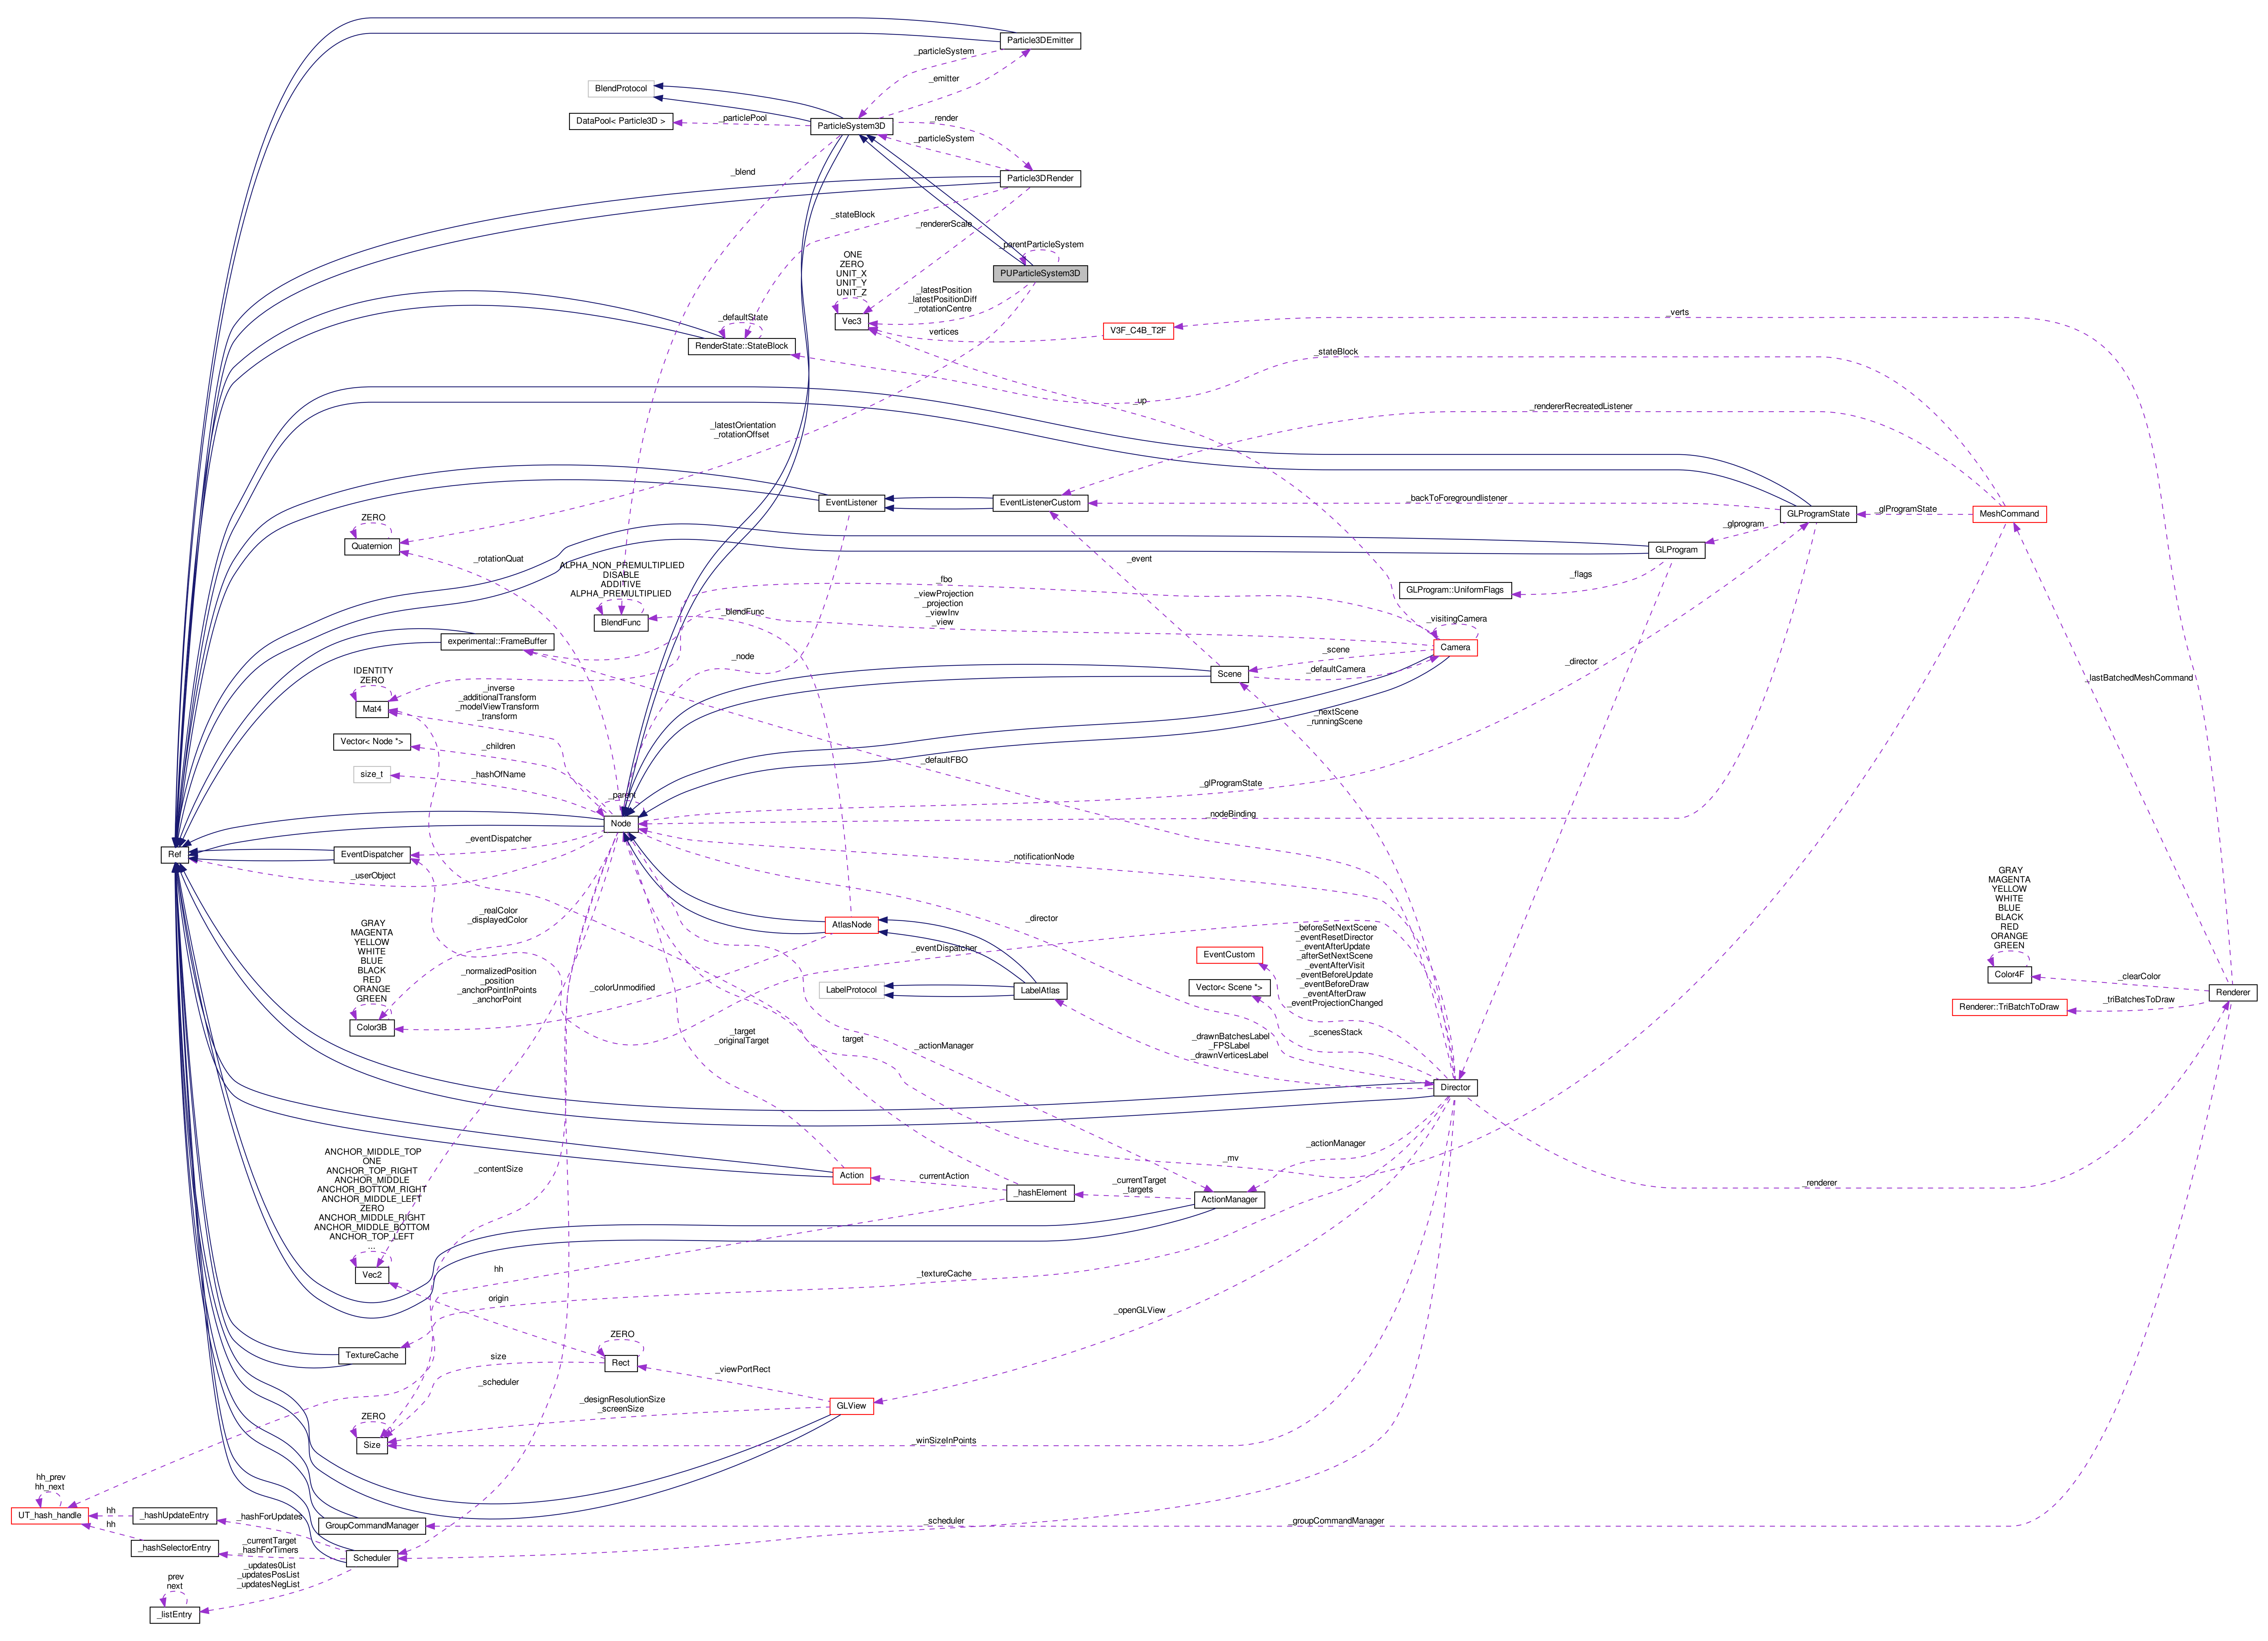 Particle3DEmitter
_particleSystem
_emitter
BlendProtocol
DataPool< Particle3D >
_particlePool
ParticleSystem3D
_render
_particleSystem
_blend
Particle3DRender
_stateBlock
_rendererScale
_parentParticleSystem
PUParticleSystem3D
ONE
ZERO
UNIT_X
UNIT_Y
UNIT_Z
_latestPosition
_latestPositionDiff
_rotationCentre
Vec3
vertices
V3F_C4B_T2F
_verts
_defaultState
RenderState::StateBlock
_stateBlock
_up
_rendererRecreatedListener
_latestOrientation
_rotationOffset
EventListener
EventListenerCustom
_backToForegroundlistener
GLProgramState
_glProgramState
MeshCommand
ZERO
Quaternion
_glprogram
GLProgram
_rotationQuat
_event
ALPHA_NON_PREMULTIPLIED
DISABLE
ADDITIVE
ALPHA_PREMULTIPLIED
_flags
GLProgram::UniformFlags
_fbo
_viewProjection
_projection
_viewInv
_view
BlendFunc
_blendFunc
_visitingCamera
experimental::FrameBuffer
Camera
_node
_scene
_director
IDENTITY
ZERO
_defaultCamera
Scene
_lastBatchedMeshCommand
_inverse
_additionalTransform
_modelViewTransform
_transform
Mat4
_nextScene
_runningScene
Vector< Node *>
_children
_defaultFBO
size_t
_hashOfName
_glProgramState
_parent
_nodeBinding
Node
_eventDispatcher
Ref
EventDispatcher
_notificationNode
_userObject
GRAY
MAGENTA
YELLOW
WHITE
BLUE
BLACK
RED
ORANGE
GREEN
Color4F
_clearColor
Renderer
Renderer::TriBatchToDraw
_triBatchesToDraw
_realColor
_displayedColor
AtlasNode
_director
GRAY
MAGENTA
YELLOW
WHITE
BLUE
BLACK
RED
ORANGE
GREEN
Color3B
_beforeSetNextScene
_eventResetDirector
_eventAfterUpdate
_afterSetNextScene
_eventAfterVisit
_eventBeforeUpdate
_eventBeforeDraw
_eventAfterDraw
_eventProjectionChanged
EventCustom
_eventDispatcher
_normalizedPosition
_position
_anchorPointInPoints
_anchorPoint
_colorUnmodified
LabelProtocol
LabelAtlas
Vector< Scene *>
_target
_originalTarget
target
_actionManager
_drawnBatchesLabel
_FPSLabel
_drawnVerticesLabel
_scenesStack
Director
_actionManager
ANCHOR_MIDDLE_TOP
ONE
ANCHOR_TOP_RIGHT
ANCHOR_MIDDLE
ANCHOR_BOTTOM_RIGHT
ANCHOR_MIDDLE_LEFT
ZERO
ANCHOR_MIDDLE_RIGHT
ANCHOR_MIDDLE_BOTTOM
ANCHOR_TOP_LEFT
...
Vec2
_contentSize
_mv
Action
currentAction
_hashElement
_currentTarget
_targets
ActionManager
_renderer
hh
_textureCache
origin
_openGLView
ZERO
Rect
TextureCache
size
_viewPortRect
_scheduler
_designResolutionSize
_screenSize
GLView
ZERO
Size
_winSizeInPoints
hh_prev
hh_next
UT_hash_handle
hh
_hashUpdateEntry
_hashForUpdates
GroupCommandManager
_scheduler
_groupCommandManager
hh
_hashSelectorEntry
_currentTarget
_hashForTimers
Scheduler
_updates0List
_updatesPosList
_updatesNegList
prev
next
_listEntry